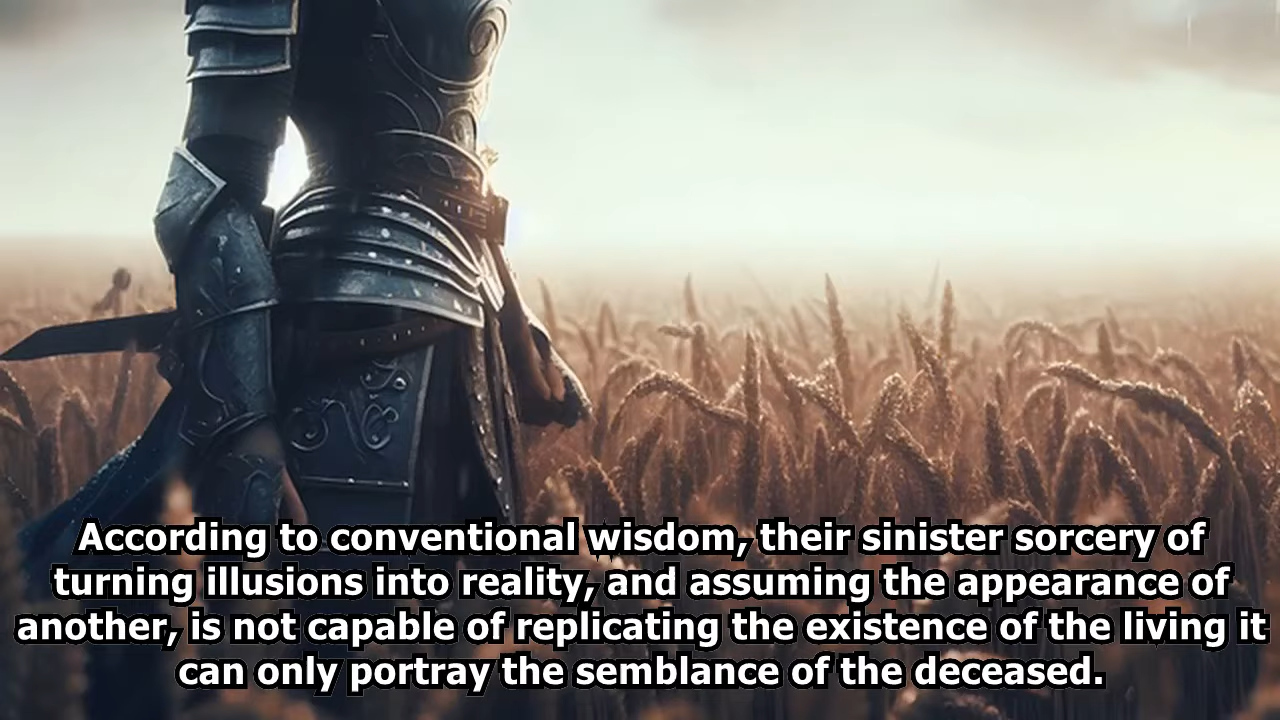 According to conventional wisdom, their sinister sorcery of
turning illusions into reality, and assuming the appearance of
another, is not capable of replicating the existence of the living it
can only portray the semblance of the deceased.